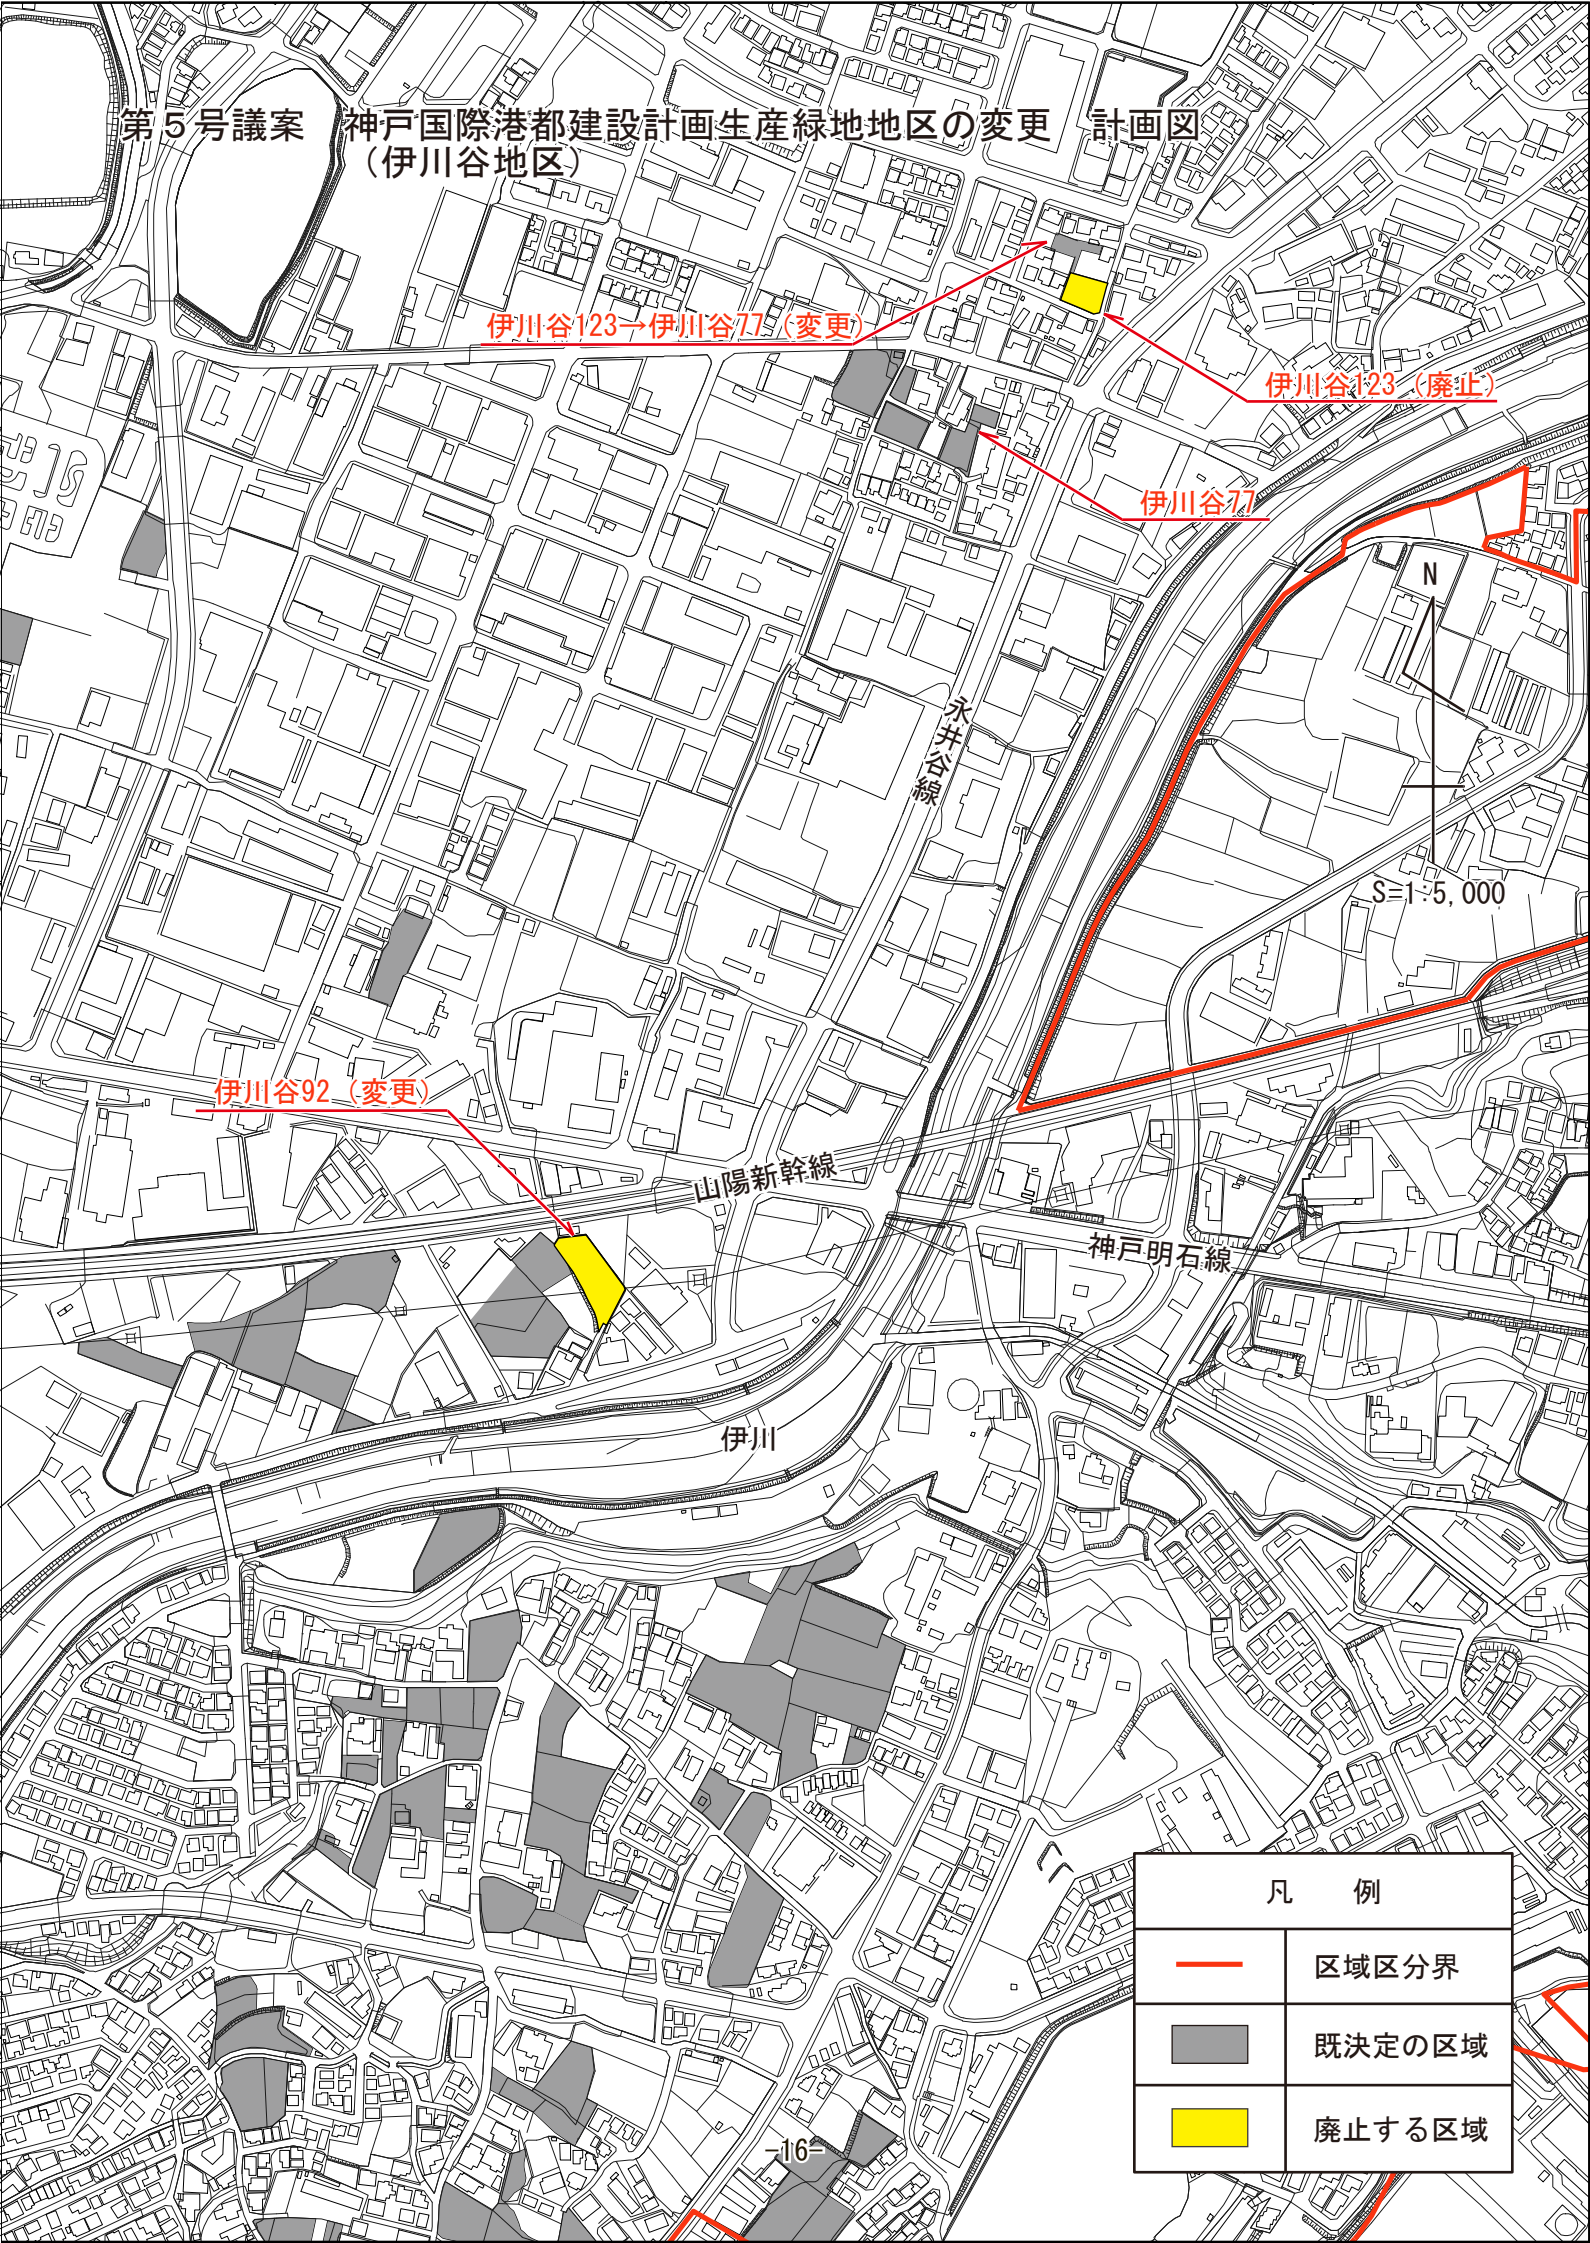 第５号議案　神戸国際港都建設計画生産緑地地区の変更　計画図
（伊川谷地区）
伊川谷123→伊川谷77（変更）
伊川谷123（廃止）
伊川谷77
N
永井谷線
S=1:5,000
伊川谷92（変更）
山陽新幹線
神戸明石線
伊川
凡　例
区域区分界
既決定の区域
廃止する区域
-16-